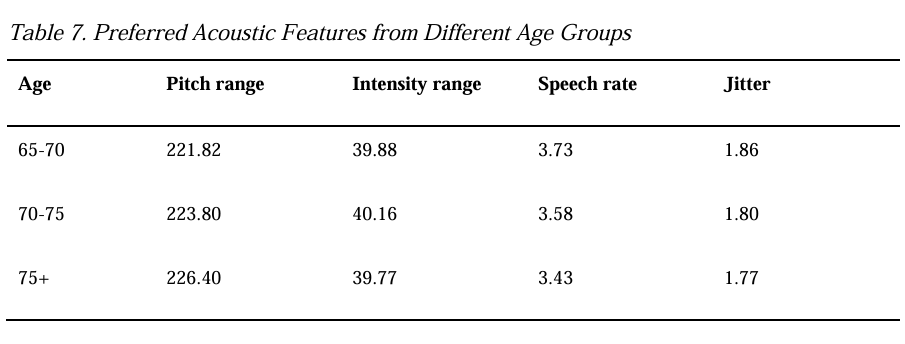 Table 7. Preferred Acoustic Features from Different Age Groups
Age Pitch range Intensity range Speech rate Jitter
65-70 221.82 39.88 3.73 1.86
70-75 223.80 40.16 3.58 1.80
75+ 226.40 39.77 3.43 1.77